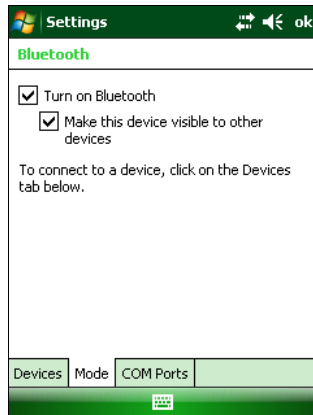 Settings
ok
Bluetooth
Turn on Bluetooth
Make this device visible to other
devices
To connect to a device, click on the Devices
tab below.
Devices Mode COM Ports